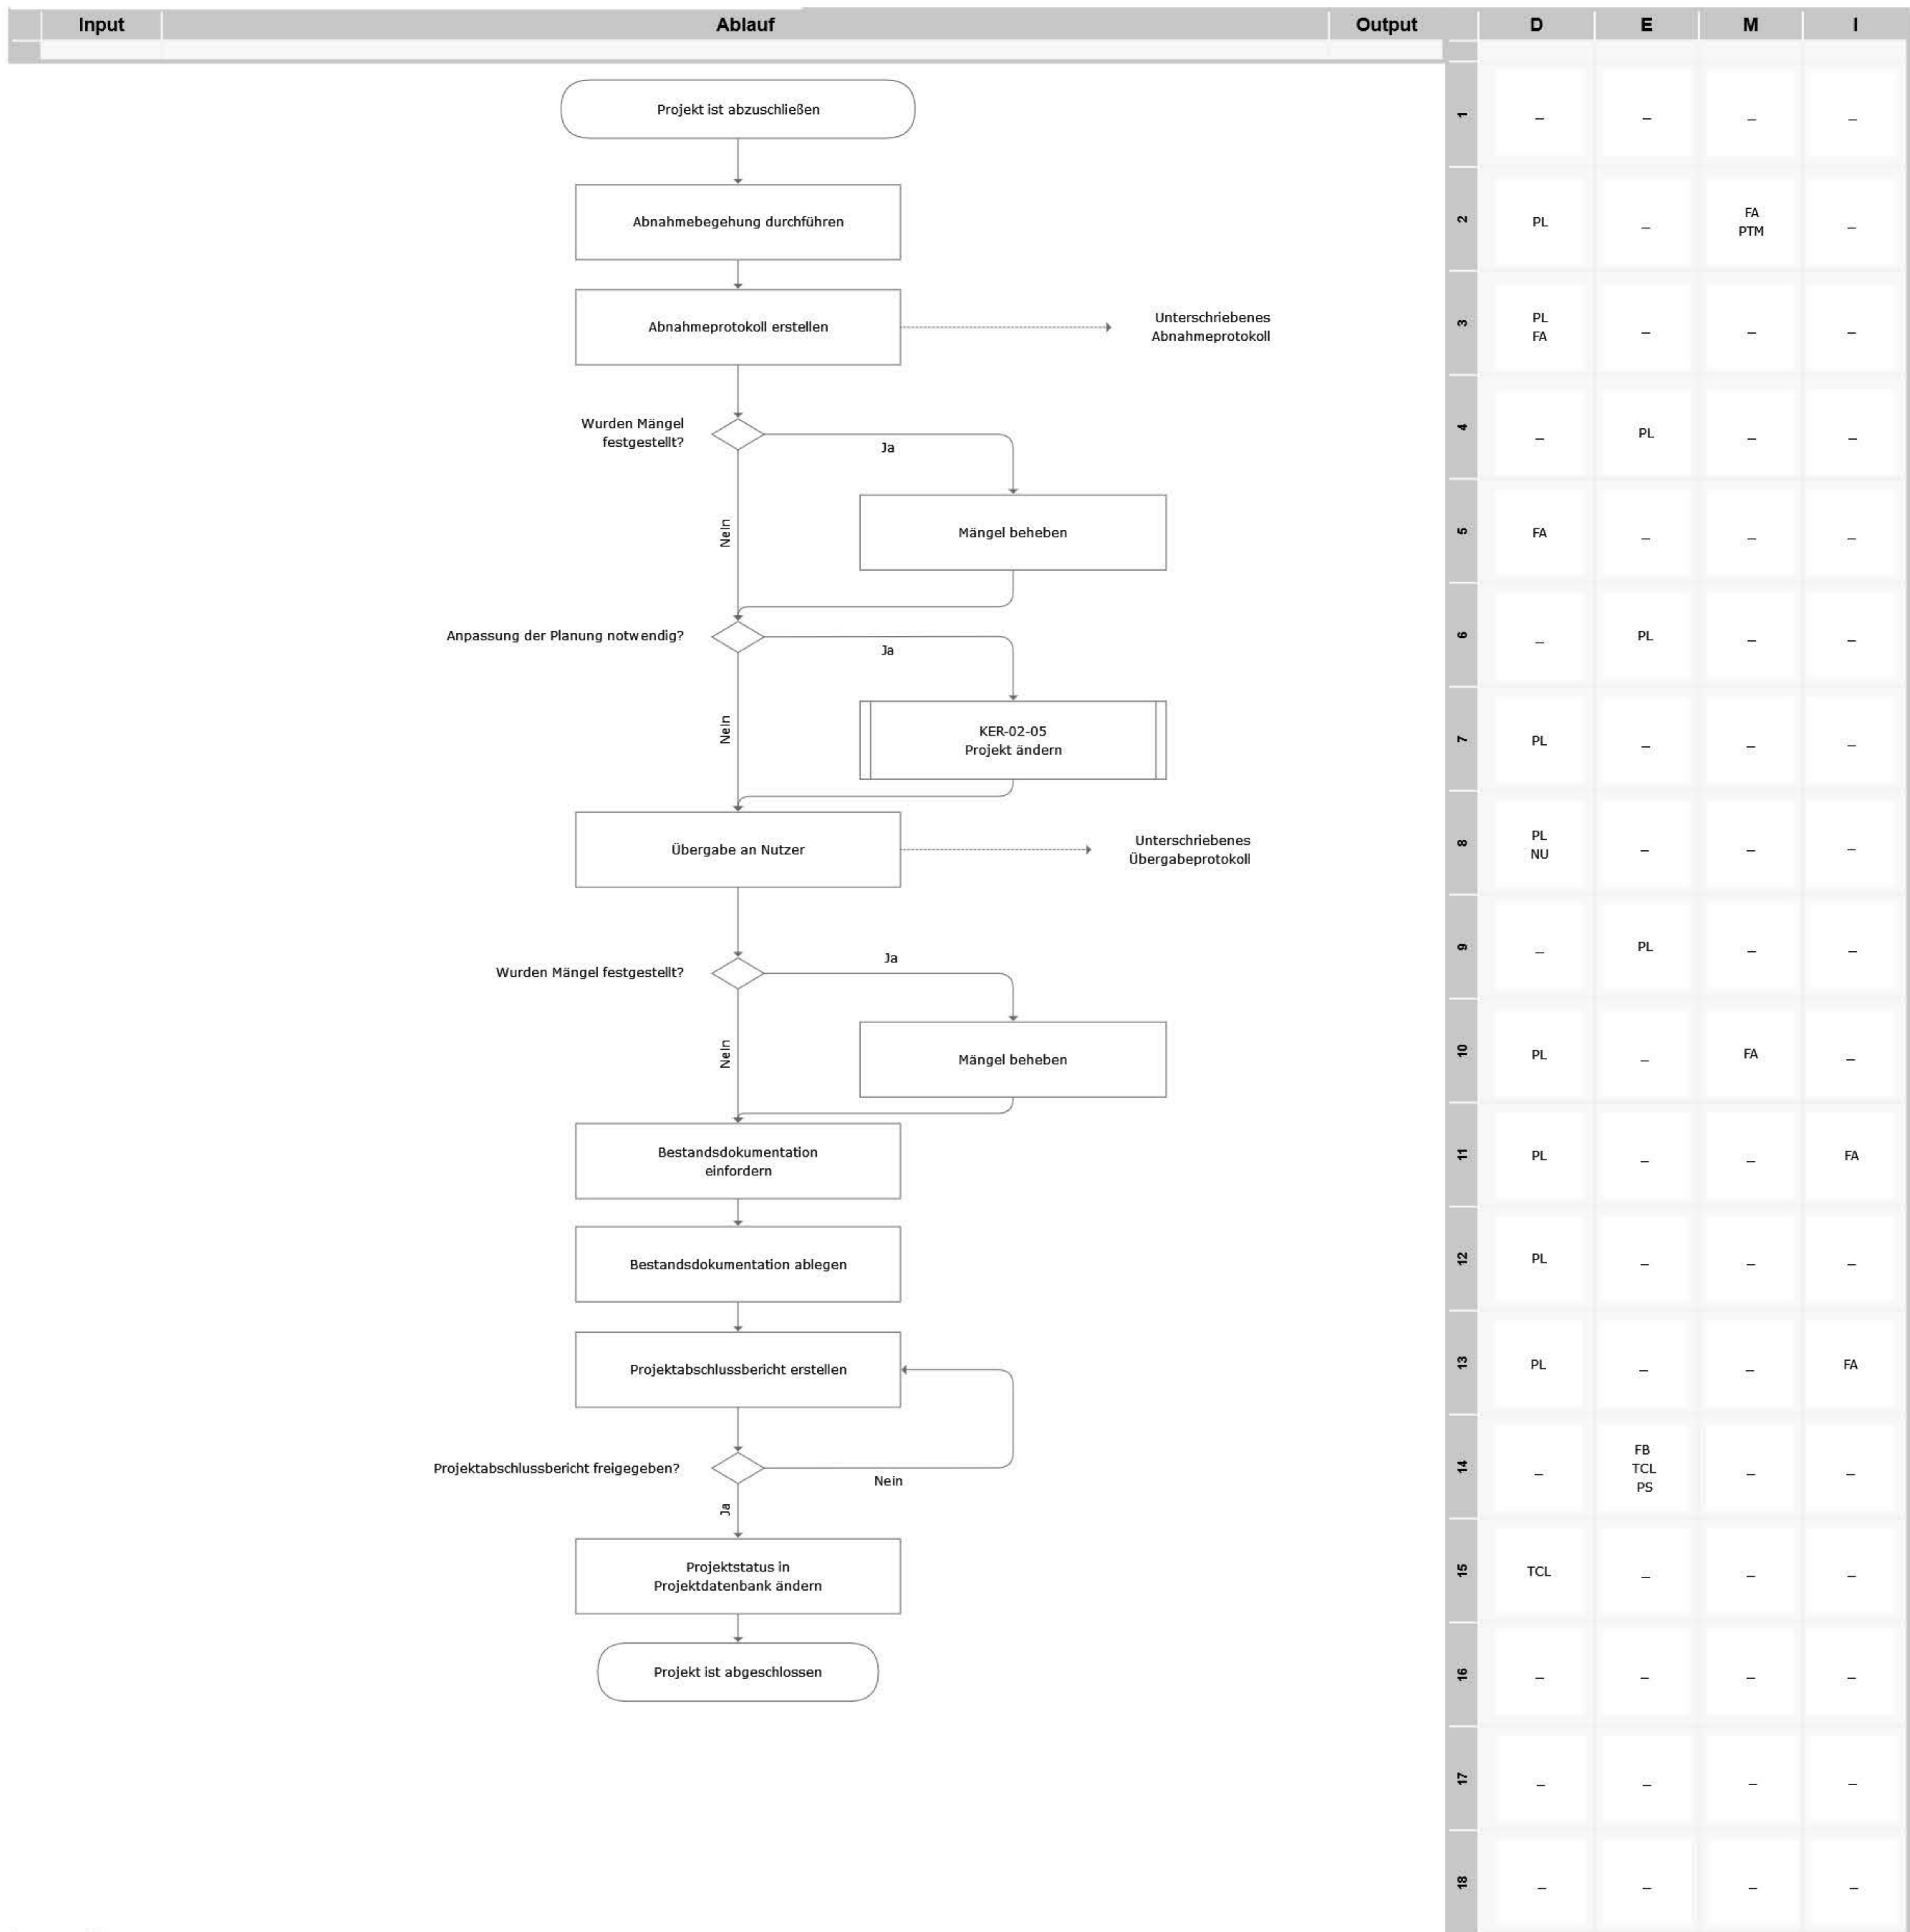 Input Ablauf Output D E M I
Projekt ist abzuschließen
1 _ _ _ _
Abnahmebegehung durchführen
2 PL _ FA _
PTM
Abnahmeprotokoll erstellen
Unterschriebenes
Abnahmeprotokoll
3 PL _ _ _
FA
Wurden Mängel
festgestellt?
Ja
Nein
4 _ PL _ _
Mängel beheben
5 FA _ _ _
Anpassung der Planung notwendig?
Ja
Nein
6 _ PL _ _
KER-02-05
Projekt ändern
7 PL _ _ _
Übergabe an Nutzer
Unterschriebenes
Übergabeprotokoll
8 PL _ _ _
NU
Wurden Mängel festgestellt?
Ja
Nein
9 _ PL _ _
Mängel beheben
10 PL _ FA _
Bestandsdokumentation
einfordern
11 PL _ _ FA
Bestandsdokumentation ablegen
12 PL _ _ _
Projektabschlussbericht erstellen
13 PL _ _ FA
Projektabschlussbericht freigegeben?
Nein
Ja
14 _ FB _ _
TCL
PS
Projektstatus in
Projektdatenbank ändern
15 TCL _ _ _
Projekt ist abgeschlossen
16 _ _ _ _
17 _ _ _ _
18 _ _ _ _